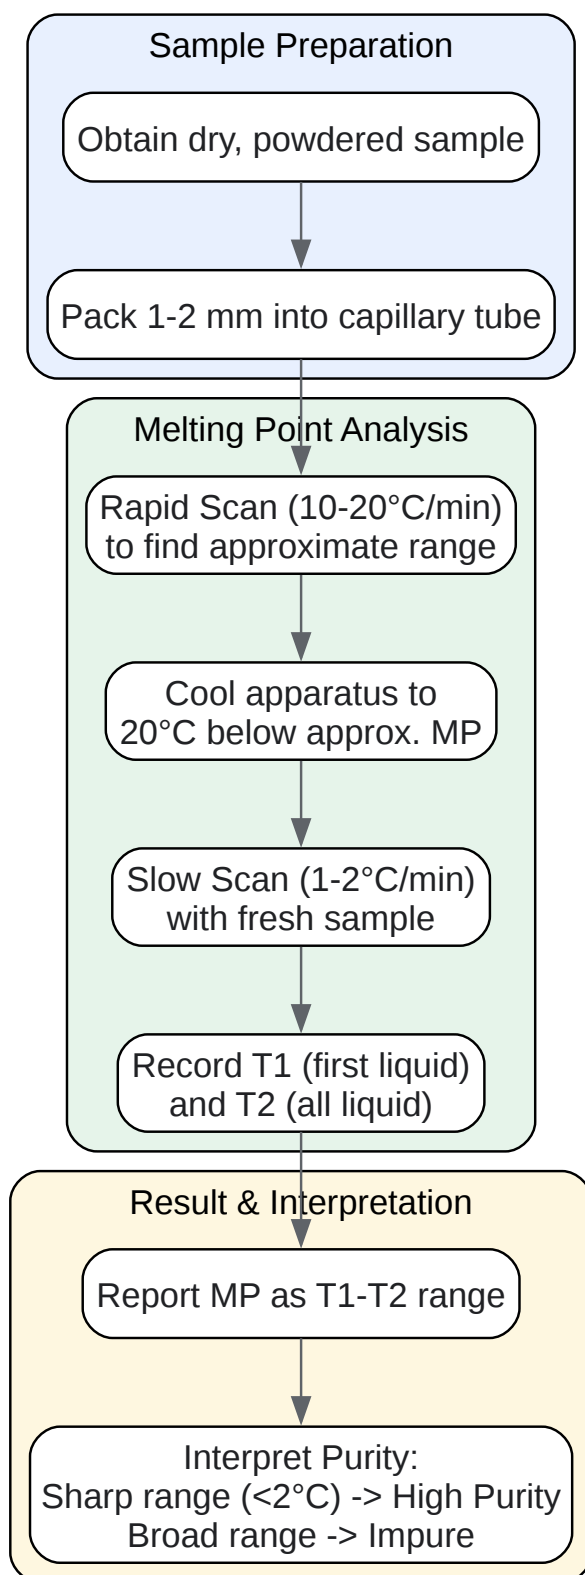 Sample Preparation
Obtain dry, powdered sample
Pack 1-2 mm into capillary tube
Melting Point Analysis
Rapid Scan (10-20°C/min)
to find approximate range
Cool apparatus to
20°C below approx. MP
Slow Scan (1-2°C/min)
with fresh sample
Record T1 (first liquid)
and T2 (all liquid)
Result & Interpretation
Report MP as T1-T2 range
Interpret Purity:
Sharp range (<2°C) -> High Purity
Broad range -> Impure